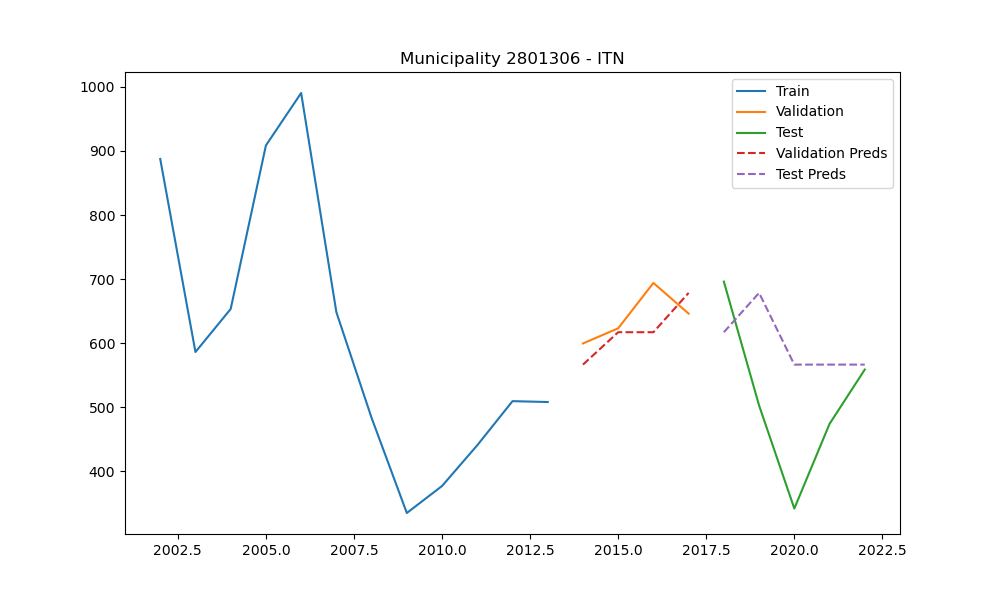 Municipality 2801306 - ITN
1000
900
800
700
600
500
400
Train
Validation
Test
Validation Preds
Test Preds
2002.5 2005.0 2007.5 2010.0 2012.5 2015.0 2017.5 2020.0 2022.5